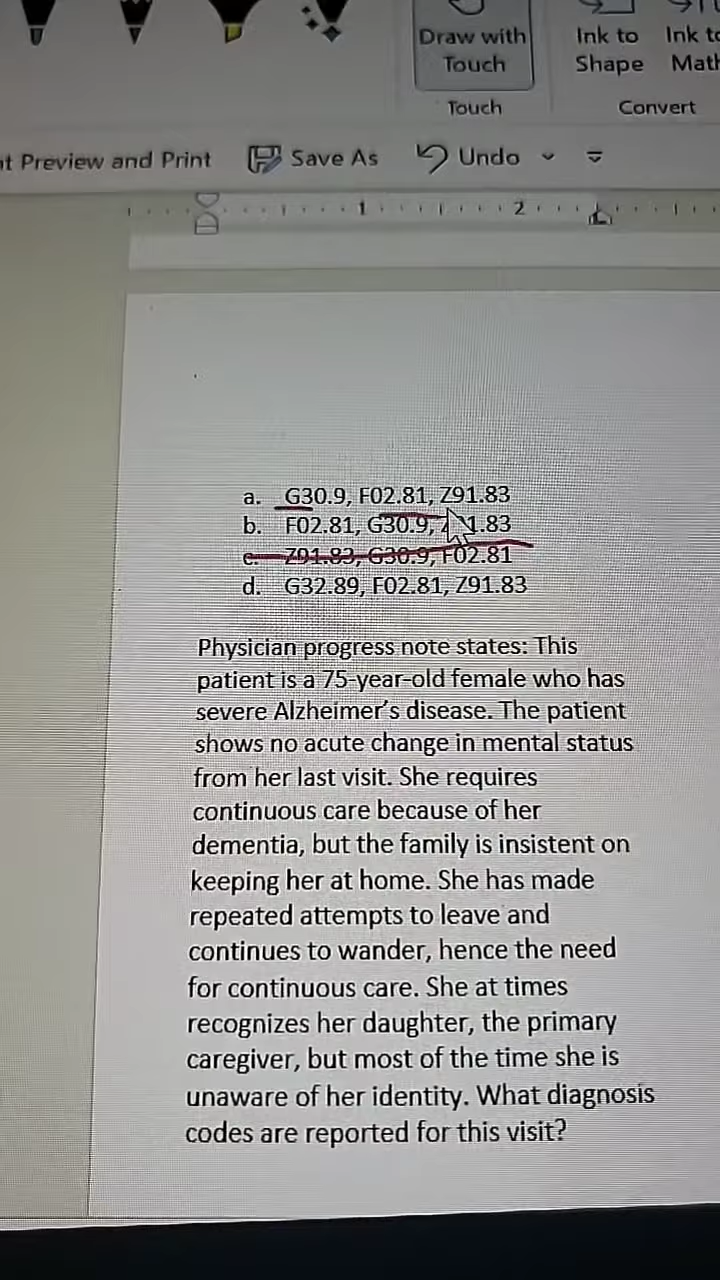 Draw with Touch
Ink to Shape
Ink to Math
Touch
Convert
Preview and Print
Save As
Undo
1
2
a. G30.9, F02.81, Z91.83
b. F02.81, G30.9, 1.83
c. Z91.83, G30.9, F02.81
d. G32.89, F02.81, Z91.83
Physician progress note states: This
patient is a 75-year-old female who has
severe Alzheimer's disease. The patient
shows no acute change in mental status
from her last visit. She requires
continuous care because of her
dementia, but the family is insistent on
keeping her at home. She has made
repeated attempts to leave and
continues to wander, hence the need
for continuous care. She at times
recognizes her daughter, the primary
caregiver, but most of the time she is
unaware of her identity. What diagnosis
codes are reported for this visit?